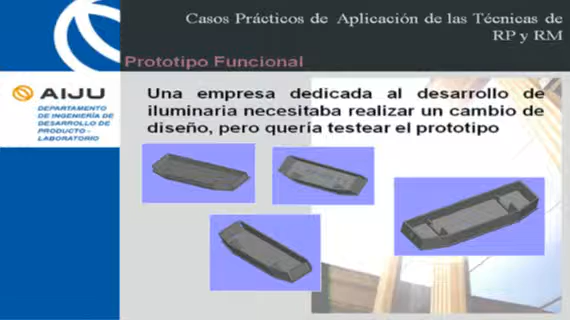 Casos Prácticos de Aplicación de las Técnicas de
RP y RM
Prototipo Funcional
AIJU
DEPARTAMENTO
DE INGENIERÍA DE
DESARROLLO DE
PRODUCTO -
LABORATORIO
Una empresa dedicada al desarrollo de
iluminaria necesitaba realizar un cambio de
diseño, pero quería testear el prototipo